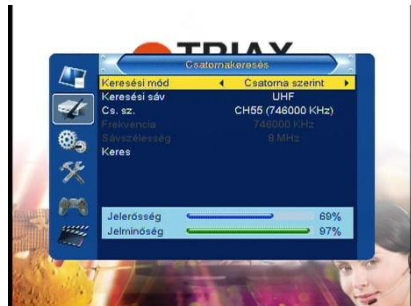 TRIAX
Csatornakeresés
Keresési mód Csatorna szerint
Keresési sáv UHF
Cs. sz. CH55 (746000 KHz)
Frekvencia 746000 KHz
Sávszélesség 8 MHz
Keres
Jelerősség 69%
Jelminőség 97%